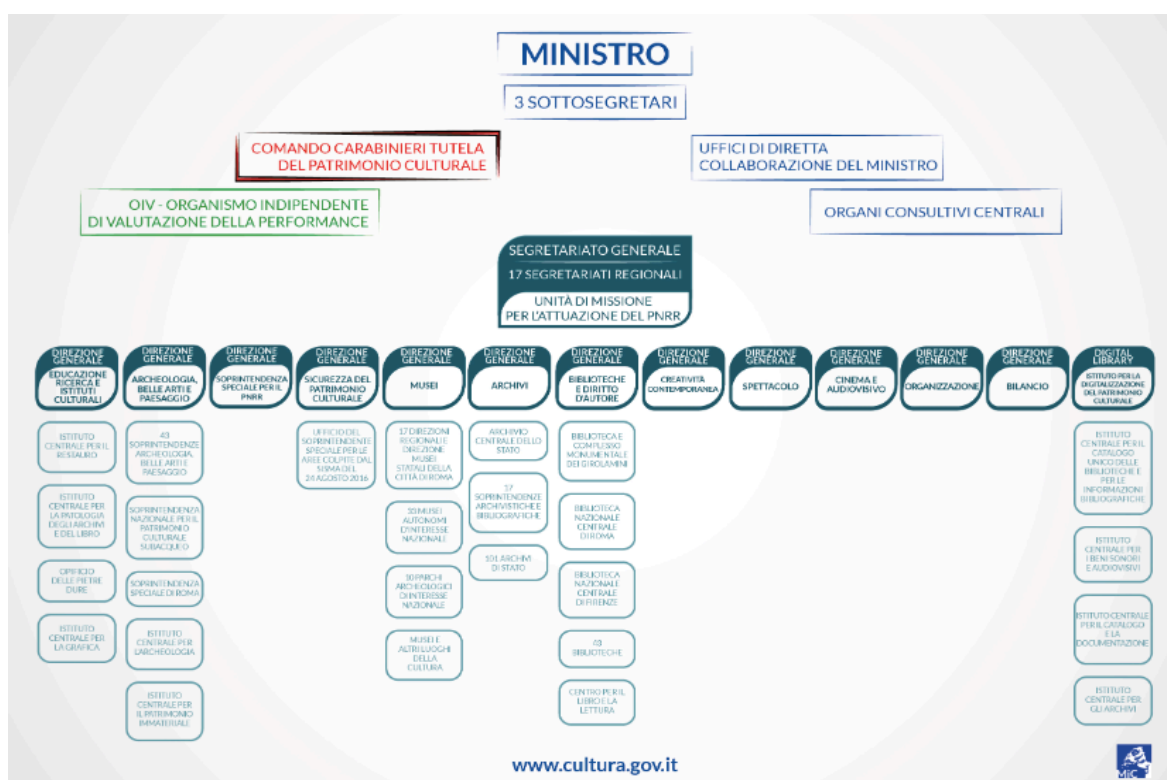 MINISTRO
3 SOTTOSEGRETARI
COMANDO CARABINIERI TUTELA
DEL PATRIMONIO CULTURALE
UFFICI DI DIRETTA
COLLABORAZIONE DEL MINISTRO
OIV - ORGANISMO INDIPENDENTE
DI VALUTAZIONE DELLA PERFORMANCE
ORGANI CONSULTIVI CENTRALI
SEGRETARIATO GENERALE
17 SEGRETARIATI REGIONALI
UNITÀ DI MISSIONE
PER L'ATTUAZIONE DEL PNRR
DIREZIONE
GENERALE
EDUCAZIONE
RICERCA E
ISTITUTI
CULTURALI
ISTITUTO
CENTRALE PER IL
RESTAURO
ISTITUTO
CENTRALE PER
LA PATOLOGIA
DEGLI ARCHIVI
E DEL LIBRO
OPIFICIO
DELLE PIETRE
DURE
ISTITUTO
CENTRALE PER
LA GRAFICA
DIREZIONE
GENERALE
ARCHEOLOGIA,
BELLE ARTI E
PAESAGGIO
43
SOPRINTENDENZE
ARCHEOLOGIA,
BELLE ARTI E
PAESAGGIO
SOPRINTENDENZA
NAZIONALE PER IL
PATRIMONIO
CULTURALE
SUBACQUEO
SOPRINTENDENZA
SPECIALE DI ROMA
ISTITUTO
CENTRALE PER
L'ARCHEOLOGIA
ISTITUTO
CENTRALE PER
IL PATRIMONIO
IMMATERIALE
DIREZIONE
GENERALE
SOPRINTENDENZA
SPECIALE PER IL
PNRR
DIREZIONE
GENERALE
SICUREZZA DEL
PATRIMONIO
CULTURALE
UFFICIO DEL
SOPRINTENDENTE
SPECIALE PER LE
AREE COLPITE DAL
SISMA DEL
24 AGOSTO 2016
DIREZIONE
GENERALE
MUSEI
17 DIREZIONI
REGIONALI E
DIREZIONE
MUSEI
STATALI DELLA
CITTÀ DI ROMA
MUSEI
AUTONOMI
D'INTERESSE
NAZIONALE
PARCHI
ARCHEOLOGICI
DI INTERESSE
NAZIONALE
MUSEI E
ALTRI LUOGHI
DELLA
CULTURA
DIREZIONE
GENERALE
ARCHIVI
ARCHIVIO
CENTRALE DELLO
STATO
SOPRINTENDENZE
ARCHIVISTICHE E
BIBLIOGRAFICHE
101 ARCHIVI
DI STATO
DIREZIONE
GENERALE
BIBLIOTECHE
E DIRITTO
D'AUTORE
BIBLIOTECA E
COMPLESSO
MONUMENTALE
DEI GIROLAMINI
BIBLIOTECA
NAZIONALE
CENTRALE
DI ROMA
BIBLIOTECA
NAZIONALE
CENTRALE
DI FIRENZE
43
BIBLIOTECHE
CENTRO PER IL
LIBRO E LA
LETTURA
DIREZIONE
GENERALE
CREATIVITÀ
CONTEMPORANEA
DIREZIONE
GENERALE
SPETTACOLO
DIREZIONE
GENERALE
CINEMA E
AUDIOVISIVO
DIREZIONE
GENERALE
ORGANIZZAZIONE
DIREZIONE
GENERALE
BILANCIO
DIGITAL
LIBRARY
ISTITUTO PER LA
DIGITALIZZAZIONE
DEL PATRIMONIO
CULTURALE
ISTITUTO
CENTRALE PER IL
CATALOGO
UNICO DELLE
BIBLIOTECHE E
PER LE
INFORMAZIONI
BIBLIOGRAFICHE
ISTITUTO
CENTRALE PER
I BENI SONORI
E AUDIOVISIVI
ISTITUTO CENTRALE
PER IL CATALOGO
E LA
DOCUMENTAZIONE
ISTITUTO
CENTRALE PER
GLI ARCHIVI
www.cultura.gov.it
MIC